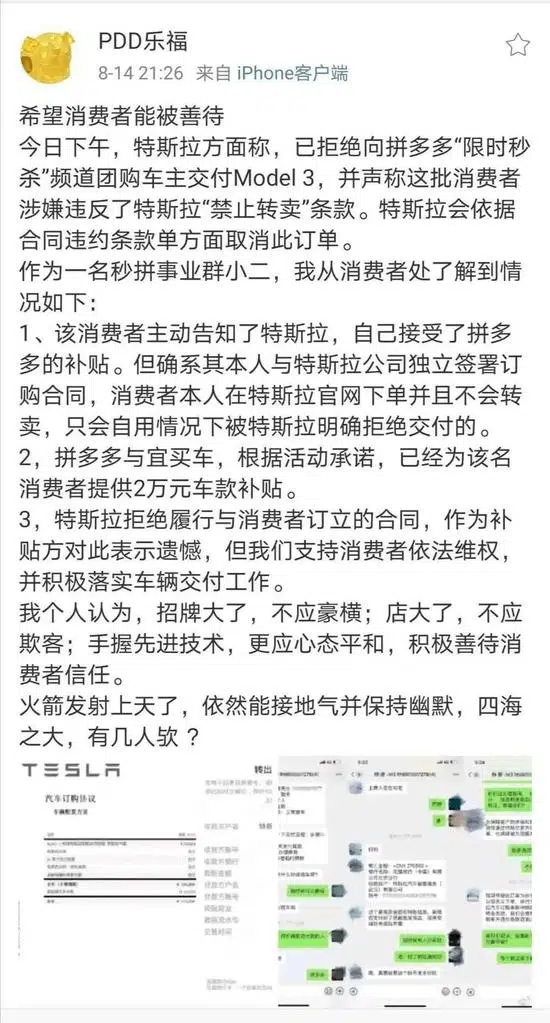 PDD乐福
8-14 21:26 来自 iPhone客户端
希望消费者能被善待
今日下午，特斯拉方面称，已拒绝向拼多多“限时秒
杀”频道团购车主交付Model 3，并声称这批消费者
涉嫌违反了特斯拉“禁止转卖”条款。特斯拉会依据
合同违约条款单方面取消此订单。
作为一名秒拼事业群小二，我从消费者处了解到情
况如下：
1、该消费者主动告知了特斯拉，自己接受了拼多
多的补贴。但确系其本人与特斯拉公司独立签署订
购合同，消费者本人在特斯拉官网下单并且不会转
卖，只会自用情况下被特斯拉明确拒绝交付的。
2，拼多多与宜买车，根据活动承诺，已经为该名
消费者提供2万元车款补贴。
3，特斯拉拒绝履行与消费者订立的合同，作为补
贴方对此表示遗憾，但我们支持消费者依法维权，
并积极落实车辆交付工作。
我个人认为，招牌大了，不应豪横；店大了，不应
欺客；手握先进技术，更应心态平和，积极善待消
费者信任。
火箭发射上天了，依然能接地气并保持幽默，四海
之大，有几人欤 ？
TESLA
汽车订购协议
车辆配置方法
转出